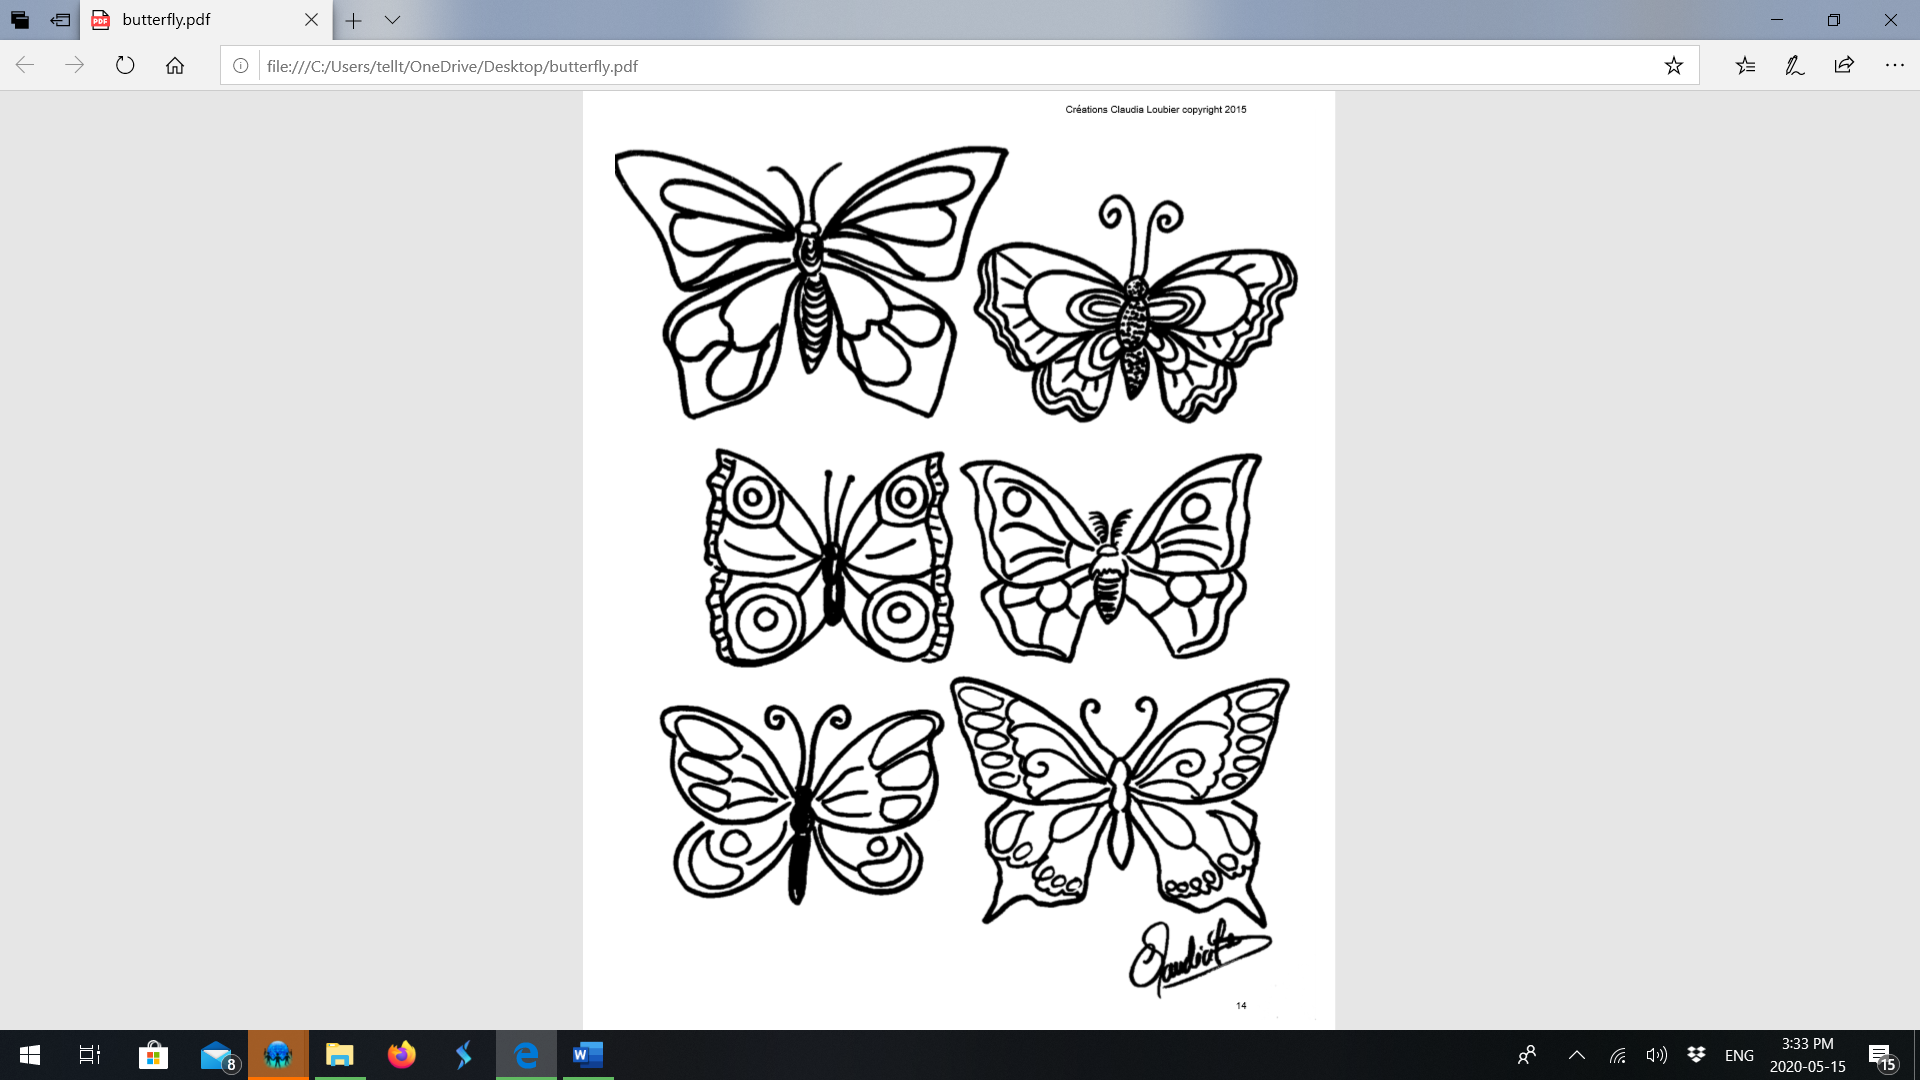 butterfly.pdf
file:///C:/Users/tellt/OneDrive/Desktop/butterfly.pdf
Créations Claudia Loubier copyright 2015
14
8
ENG
3:33 PM
2020-05-15
15